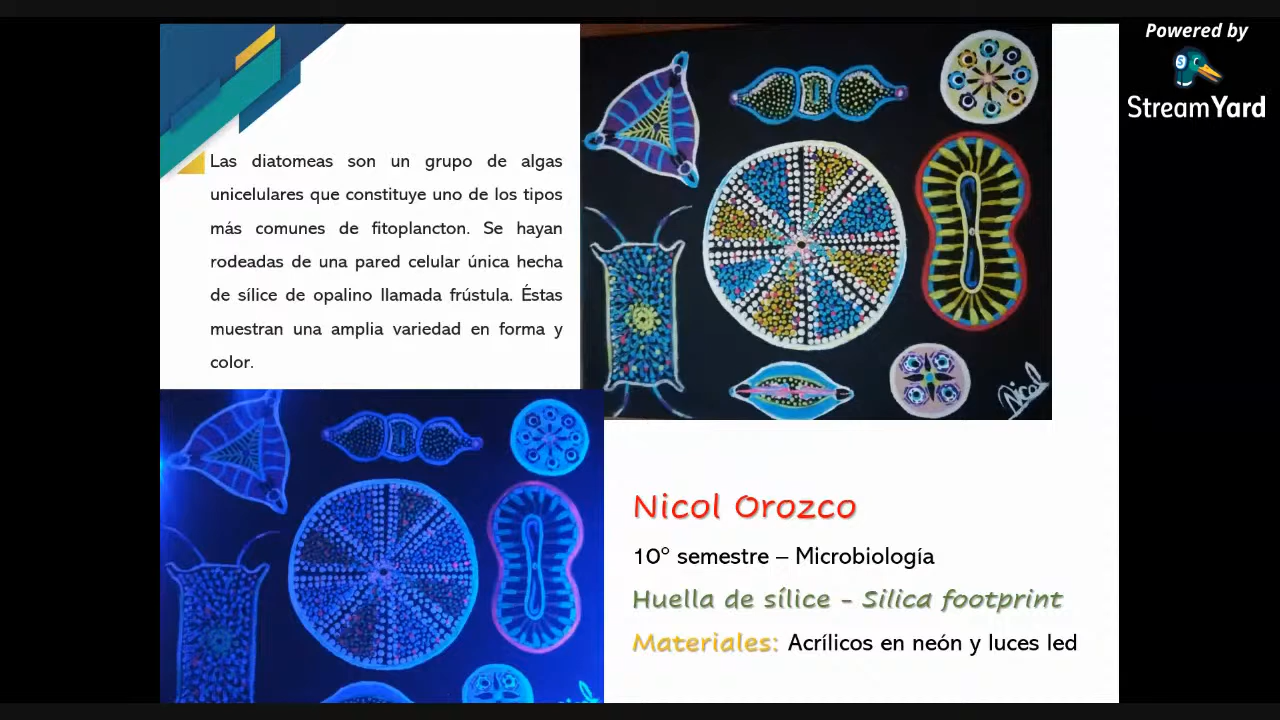 Powered by
StreamYard
Las diatomeas son un grupo de algas
unicelulares que constituye uno de los tipos
más comunes de fitoplancton. Se hayan
rodeadas de una pared celular única hecha
de sílice de opalino llamada frústula. Éstas
muestran una amplia variedad en forma y
color.
Nicol
Nicol Orozco
10° semestre – Microbiología
Huella de sílice - Silica footprint
Materiales: Acrílicos en neón y luces led